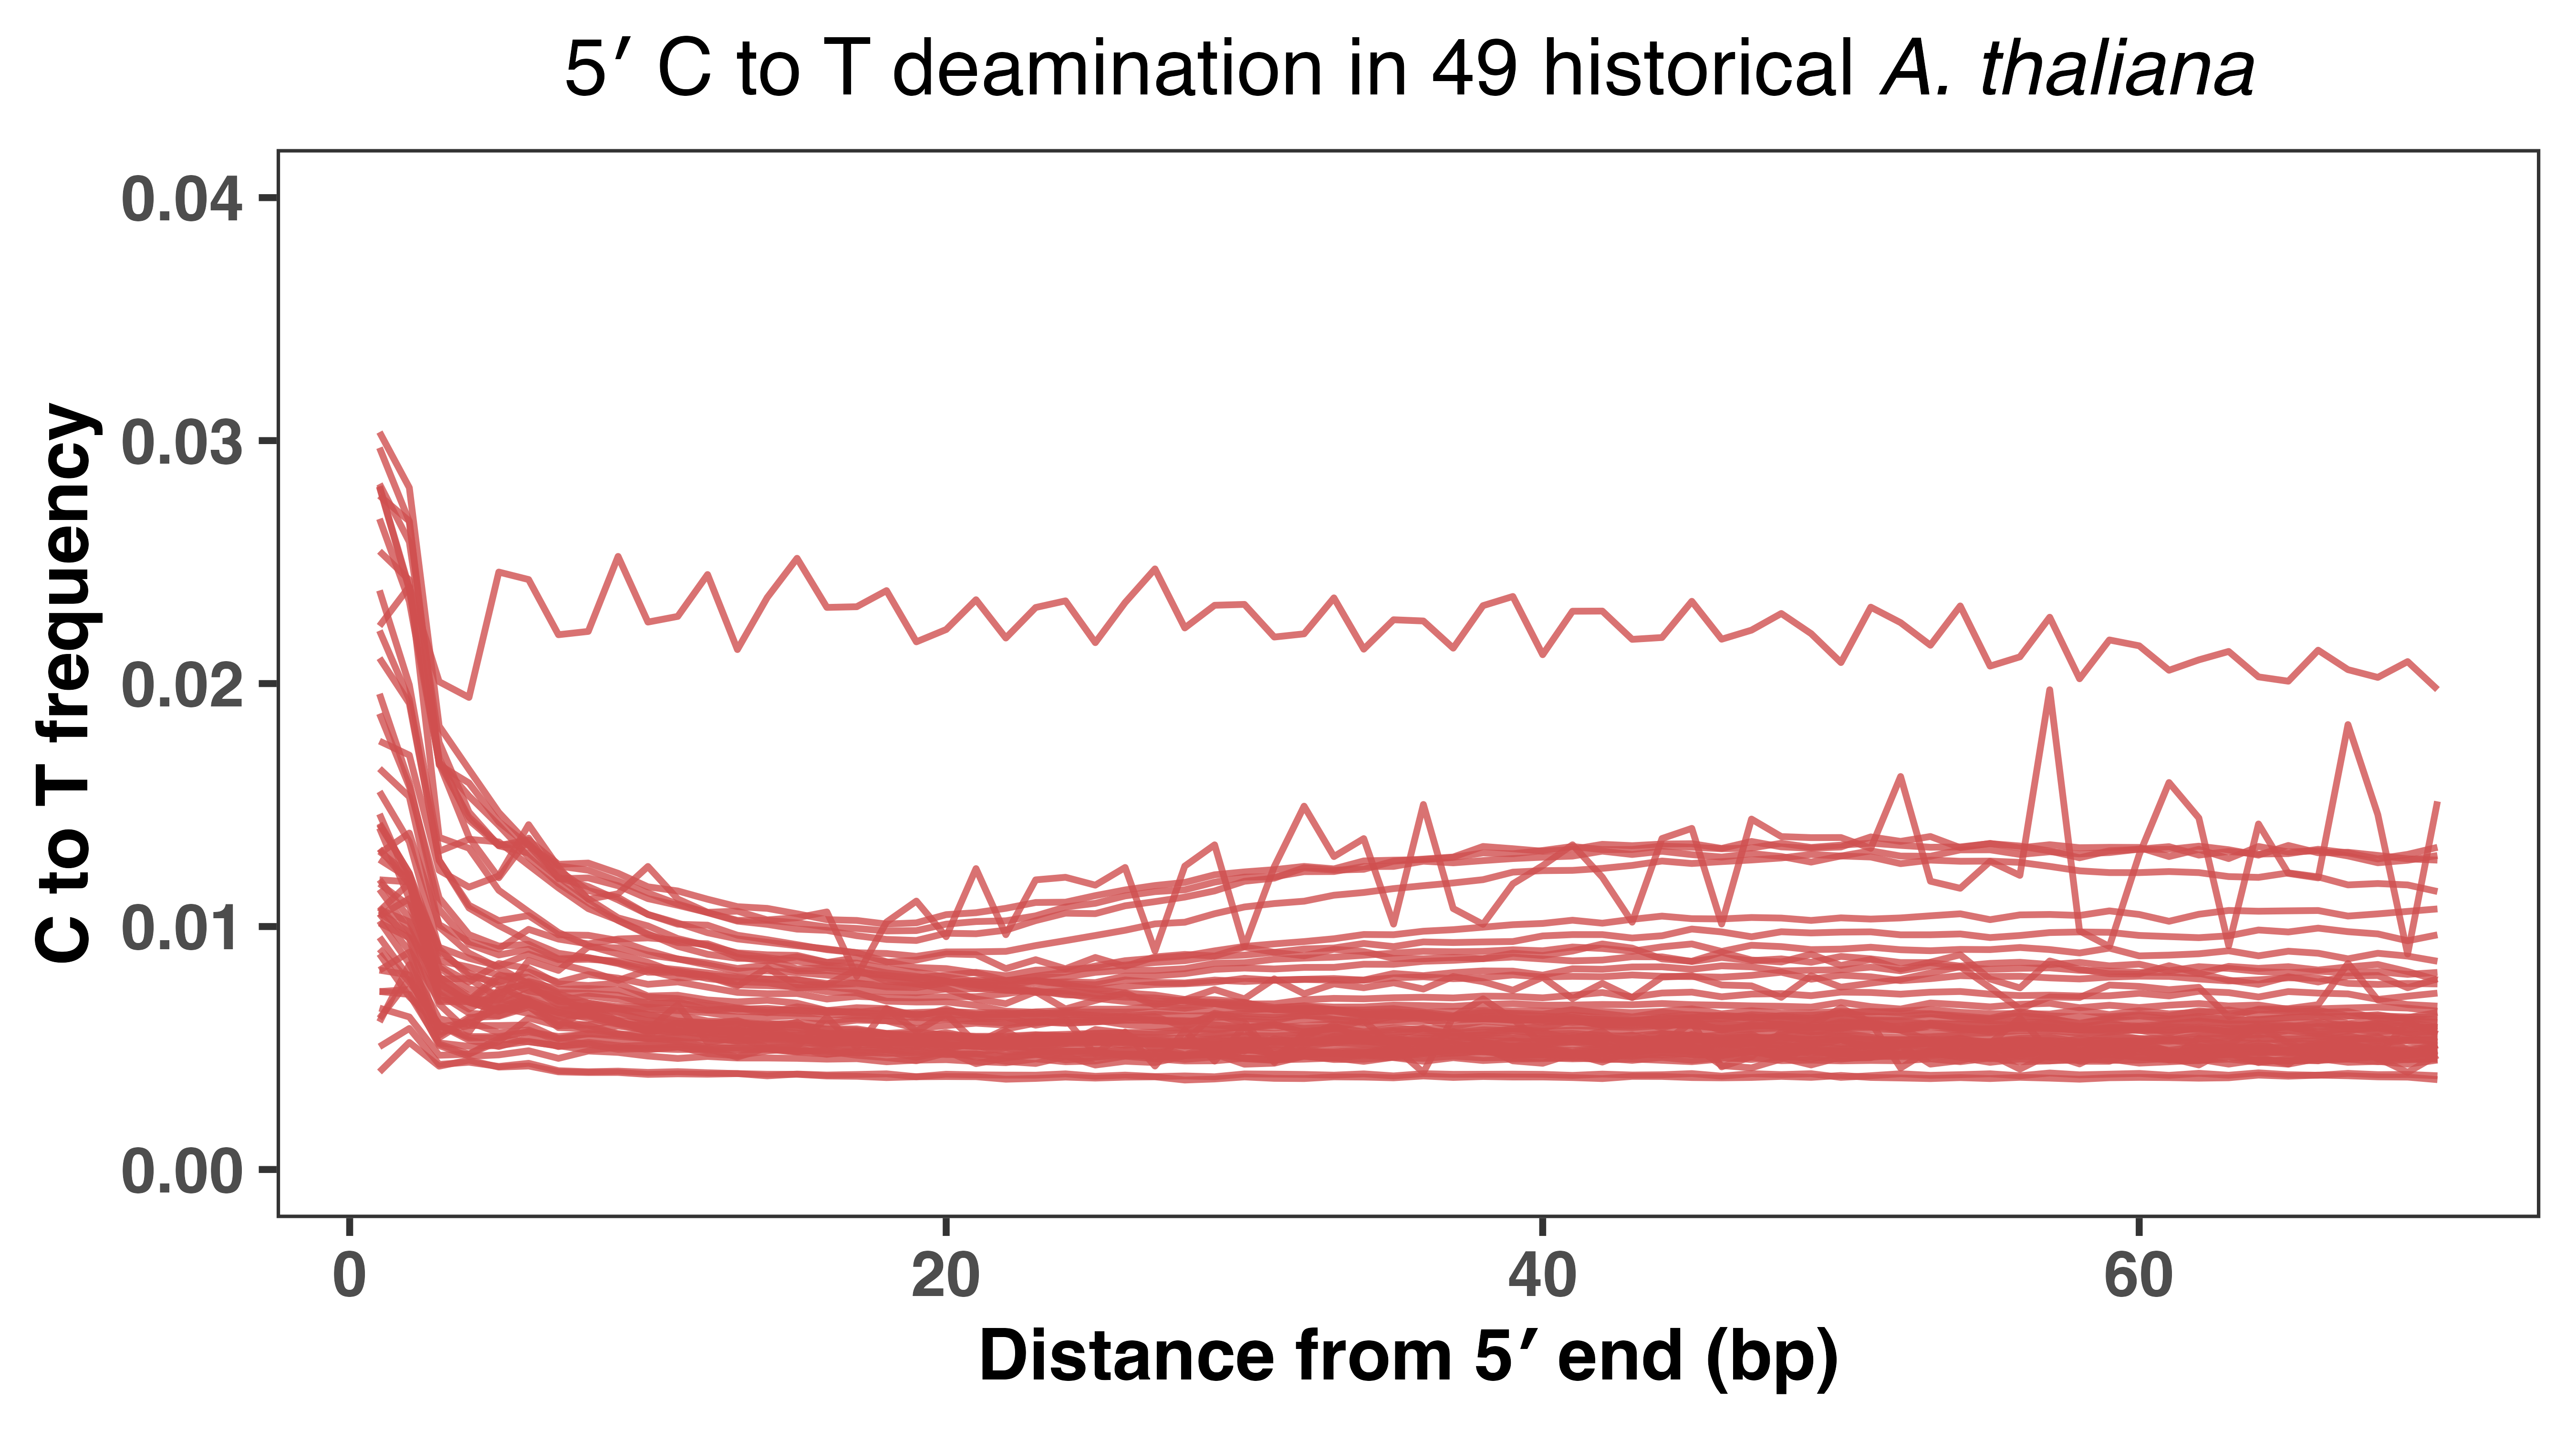 5′ C to T deamination in 49 historical A. thaliana
C to T frequency
0.04
0.03
0.02
0.01
0.00
0 20 40 60
Distance from 5′ end (bp)